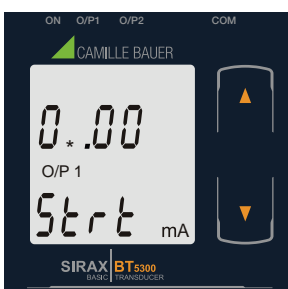 ON O/P1 O/P2 COM
CAMILLE BAUER
0.*.00
O/P 1
Strt mA
SIRAX BT5300
BASIC TRANSDUCER